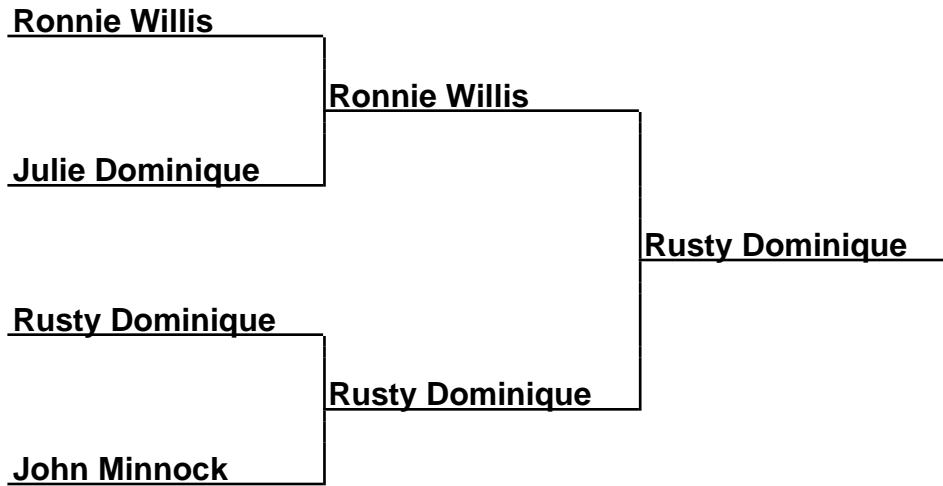 Ronnie Willis
Ronnie Willis
Julie Dominique
Rusty Dominique
Rusty Dominique
Rusty Dominique
John Minnock